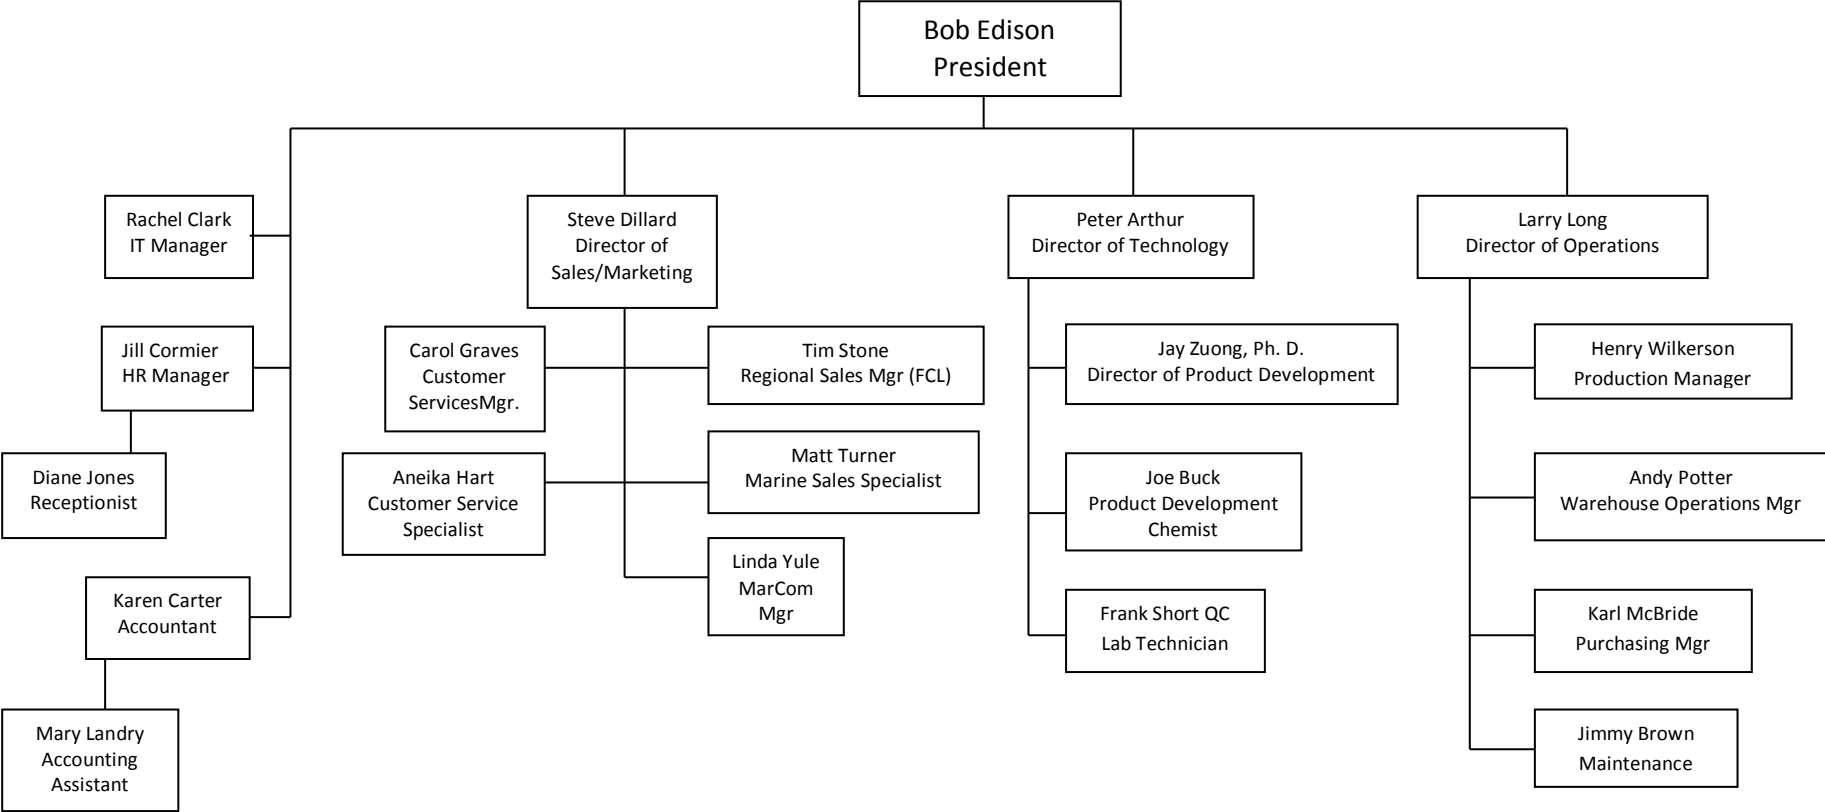 Bob Edison
President
Rachel Clark
IT Manager
Steve Dillard
Director of
Sales/Marketing
Peter Arthur
Director of Technology
Larry Long
Director of Operations
Jill Cormier
HR Manager
Carol Graves
Customer
ServicesMgr.
Tim Stone
Regional Sales Mgr (FCL)
Jay Zuong, Ph. D.
Director of Product Development
Henry Wilkerson
Production Manager
Diane Jones
Receptionist
Aneika Hart
Customer Service
Specialist
Matt Turner
Marine Sales Specialist
Joe Buck
Product Development
Chemist
Andy Potter
Warehouse Operations Mgr
Karen Carter
Accountant
Linda Yule
MarCom
Mgr
Frank Short QC
Lab Technician
Karl McBride
Purchasing Mgr
Mary Landry
Accounting
Assistant
Jimmy Brown
Maintenance